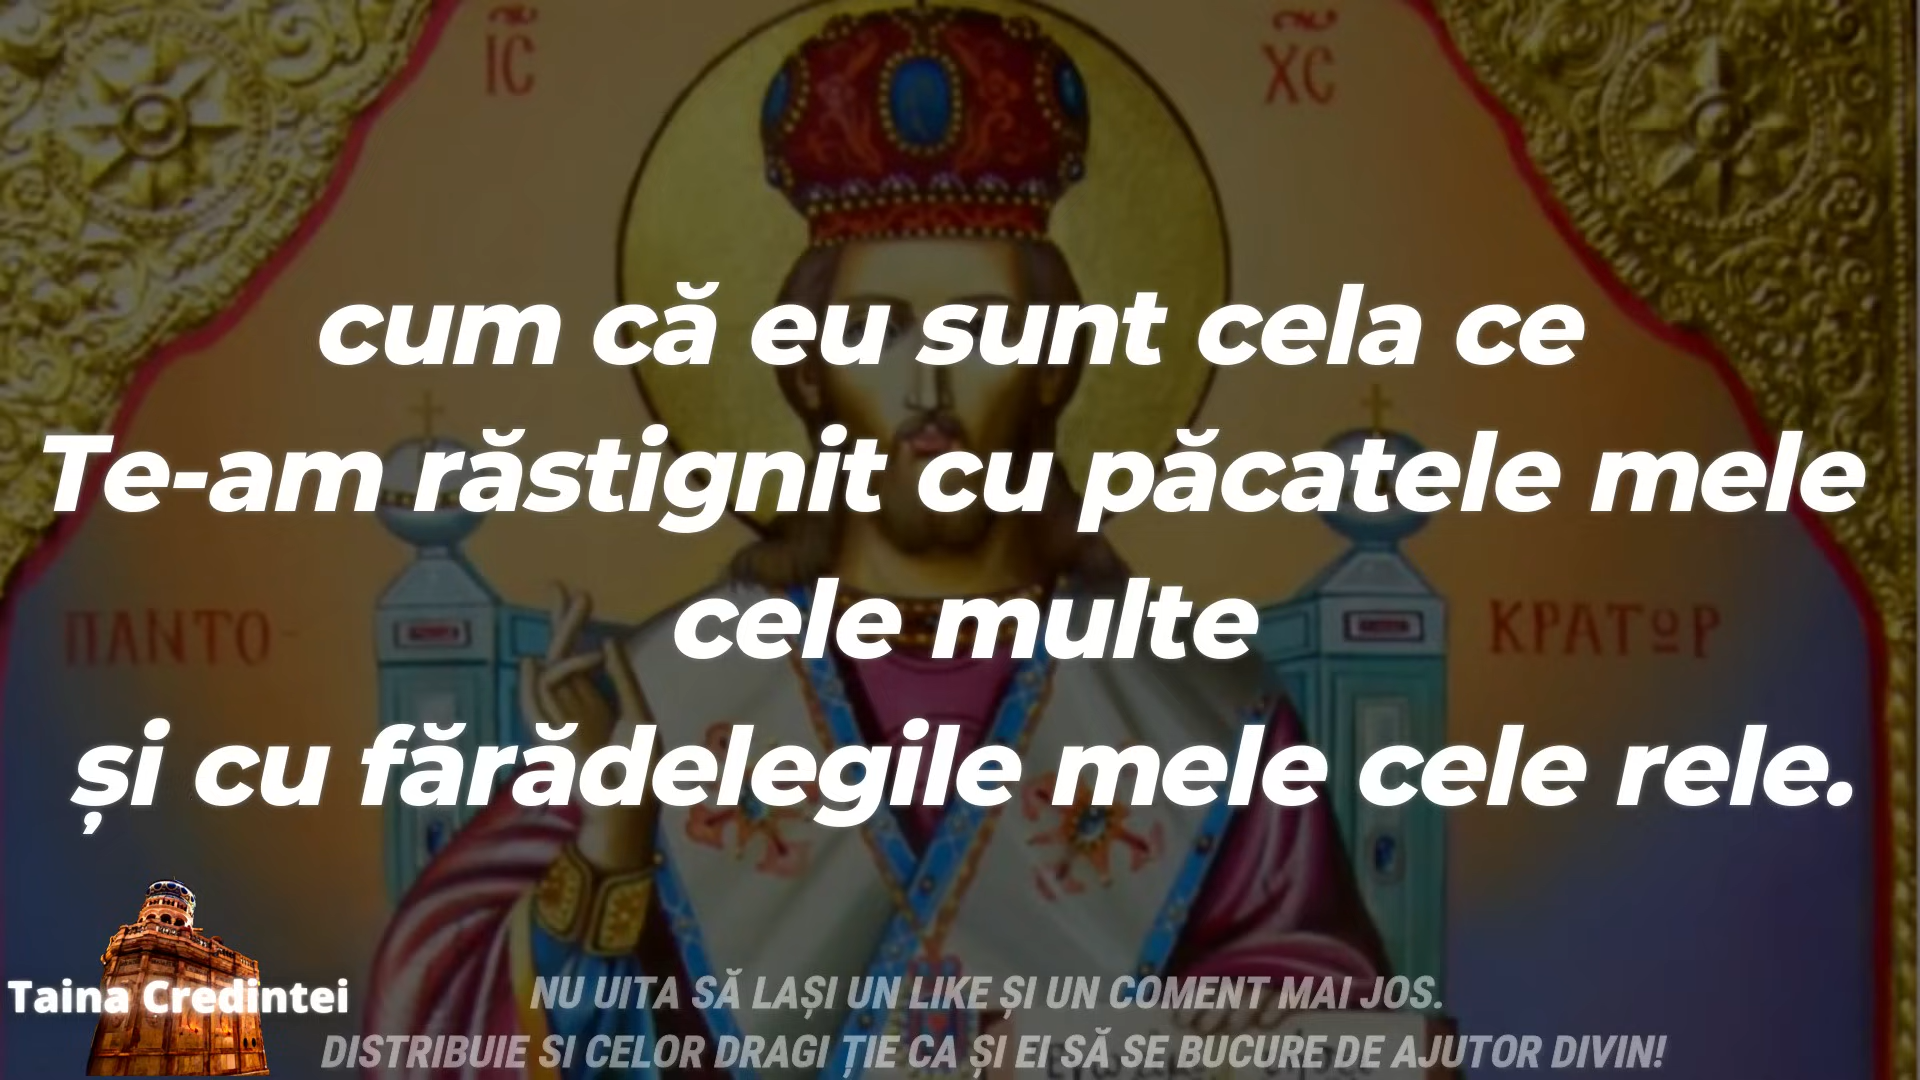 IC XC
cum că eu sunt cela ce
Te-am răstignit cu păcatele mele
cele multe
ΠΑΝΤΟ- ΚΡΑΤΩΡ
și cu fărădelegile mele cele rele.
Taina Credintei
NU UITA SĂ LAȘI UN LIKE ȘI UN COMENT MAI JOS.
DISTRIBUIE SI CELOR DRAGI ȚIE CA ȘI EI SĂ SE BUCURE DE AJUTOR DIVIN!